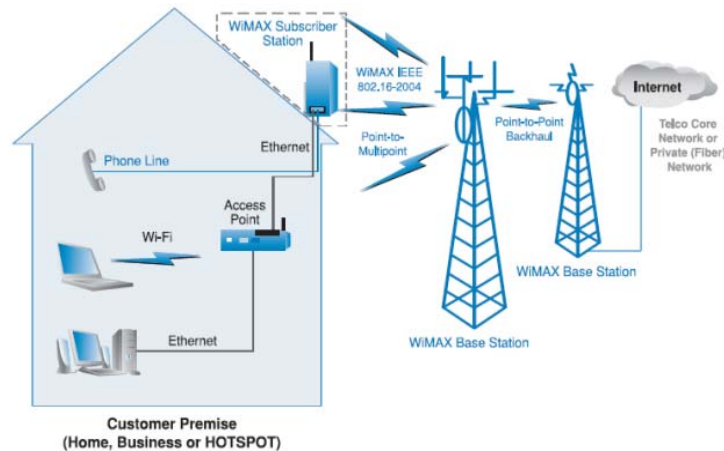 WiMAX Subscriber
Station
WiMAX IEEE
802.16-2004
Internet
Point-to-Point
Backhaul
Telco Core
Network or
Private (Fiber)
Network
Ethernet
Point-to-
Multipoint
Phone Line
Access
Point
Wi-Fi
WiMAX Base Station
Ethernet
WiMAX Base Station
Customer Premise
(Home, Business or HOTSPOT)